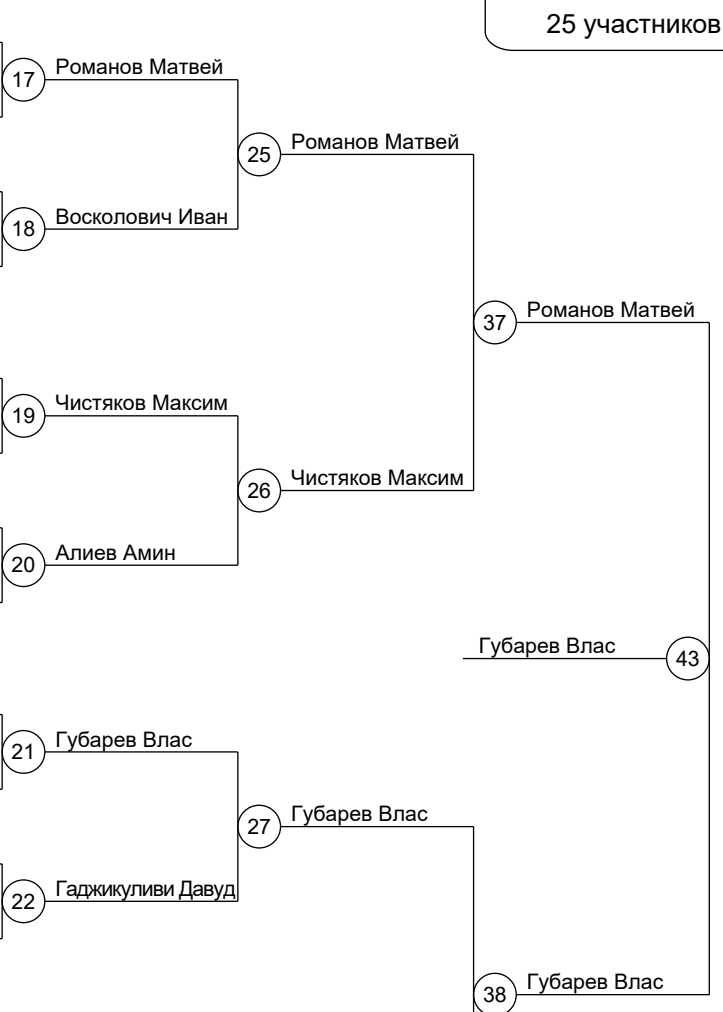 25 участников
17 Романов Матвей
25 Романов Матвей
18 Восколович Иван
37 Романов Матвей
19 Чистяков Максим
26 Чистяков Максим
20 Алиев Амин
Губарев Влас 43
21 Губарев Влас
27 Губарев Влас
22 Гаджикуливи Давуд
38 Губарев Влас